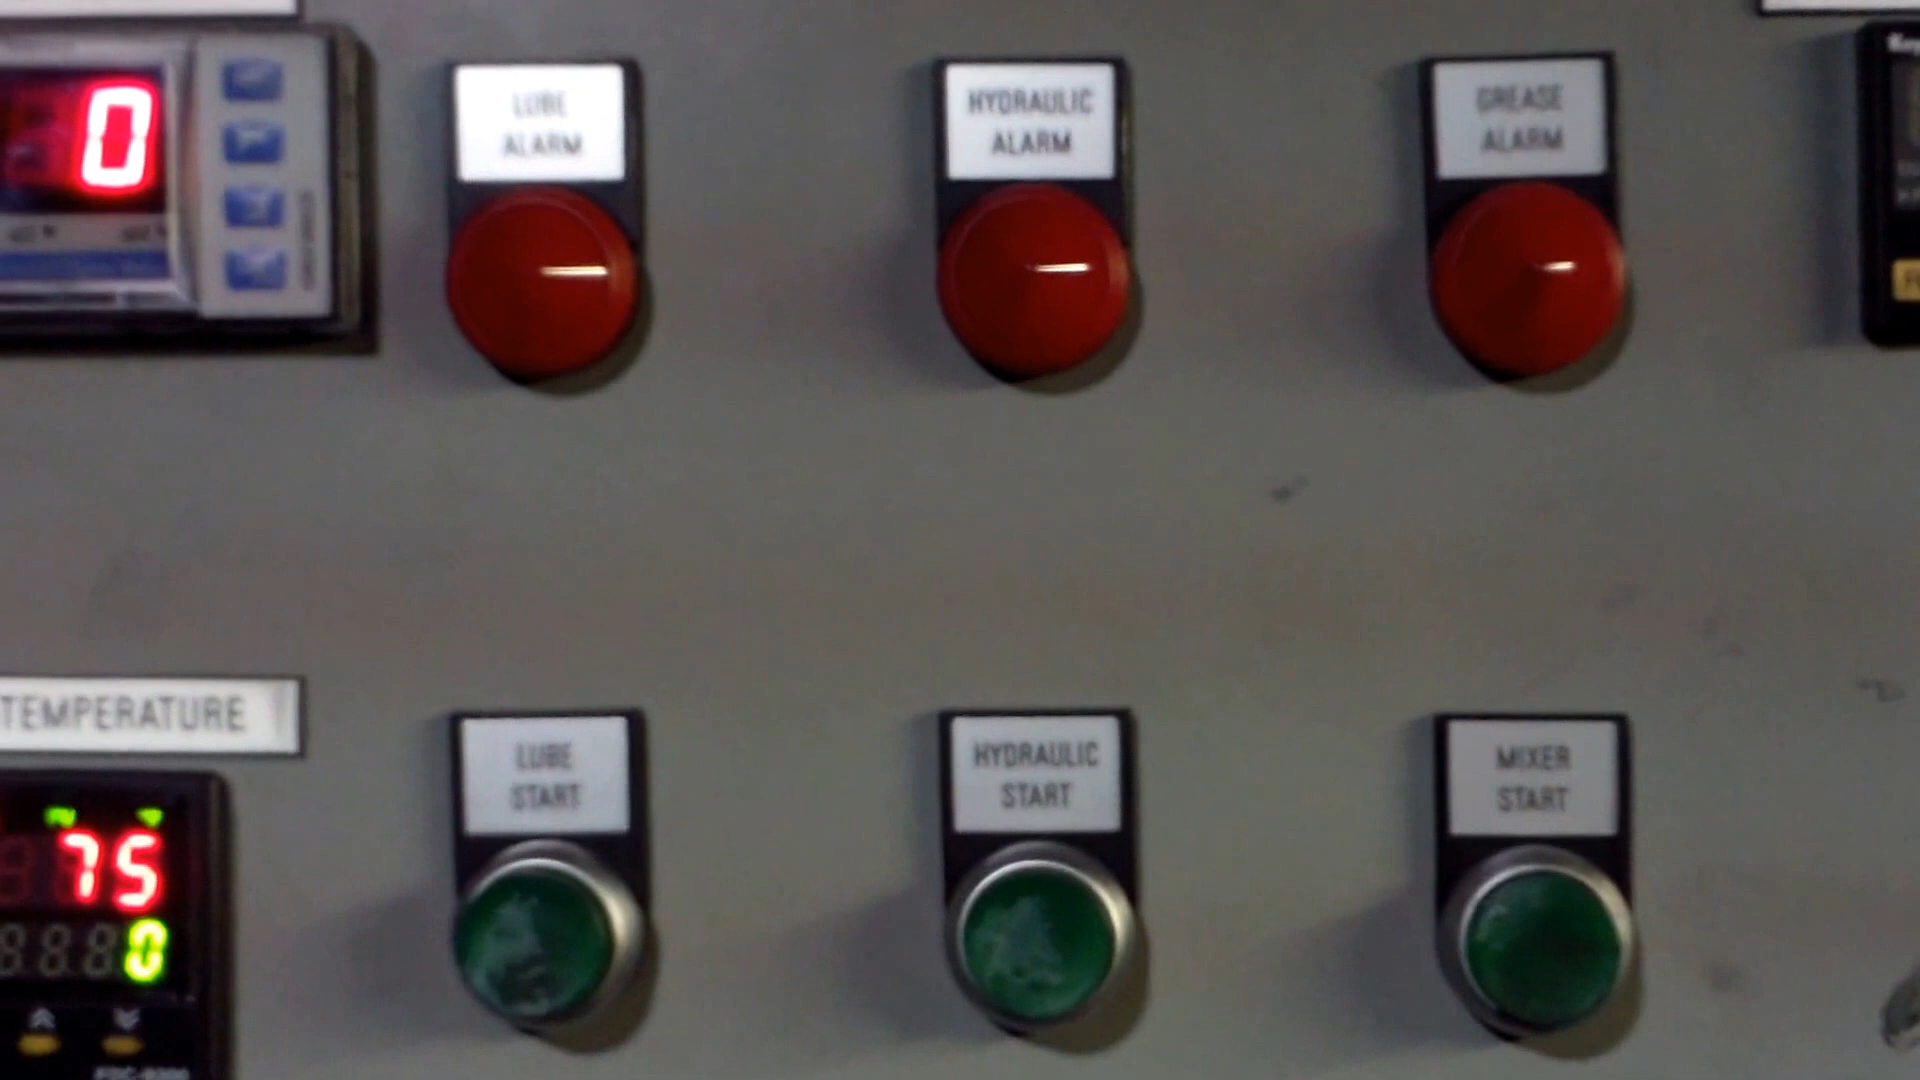 0
LUBE
ALARM
HYDRAULIC
ALARM
GREASE
ALARM
TEMPERATURE
75
0
LUBE
START
HYDRAULIC
START
MIXER
START